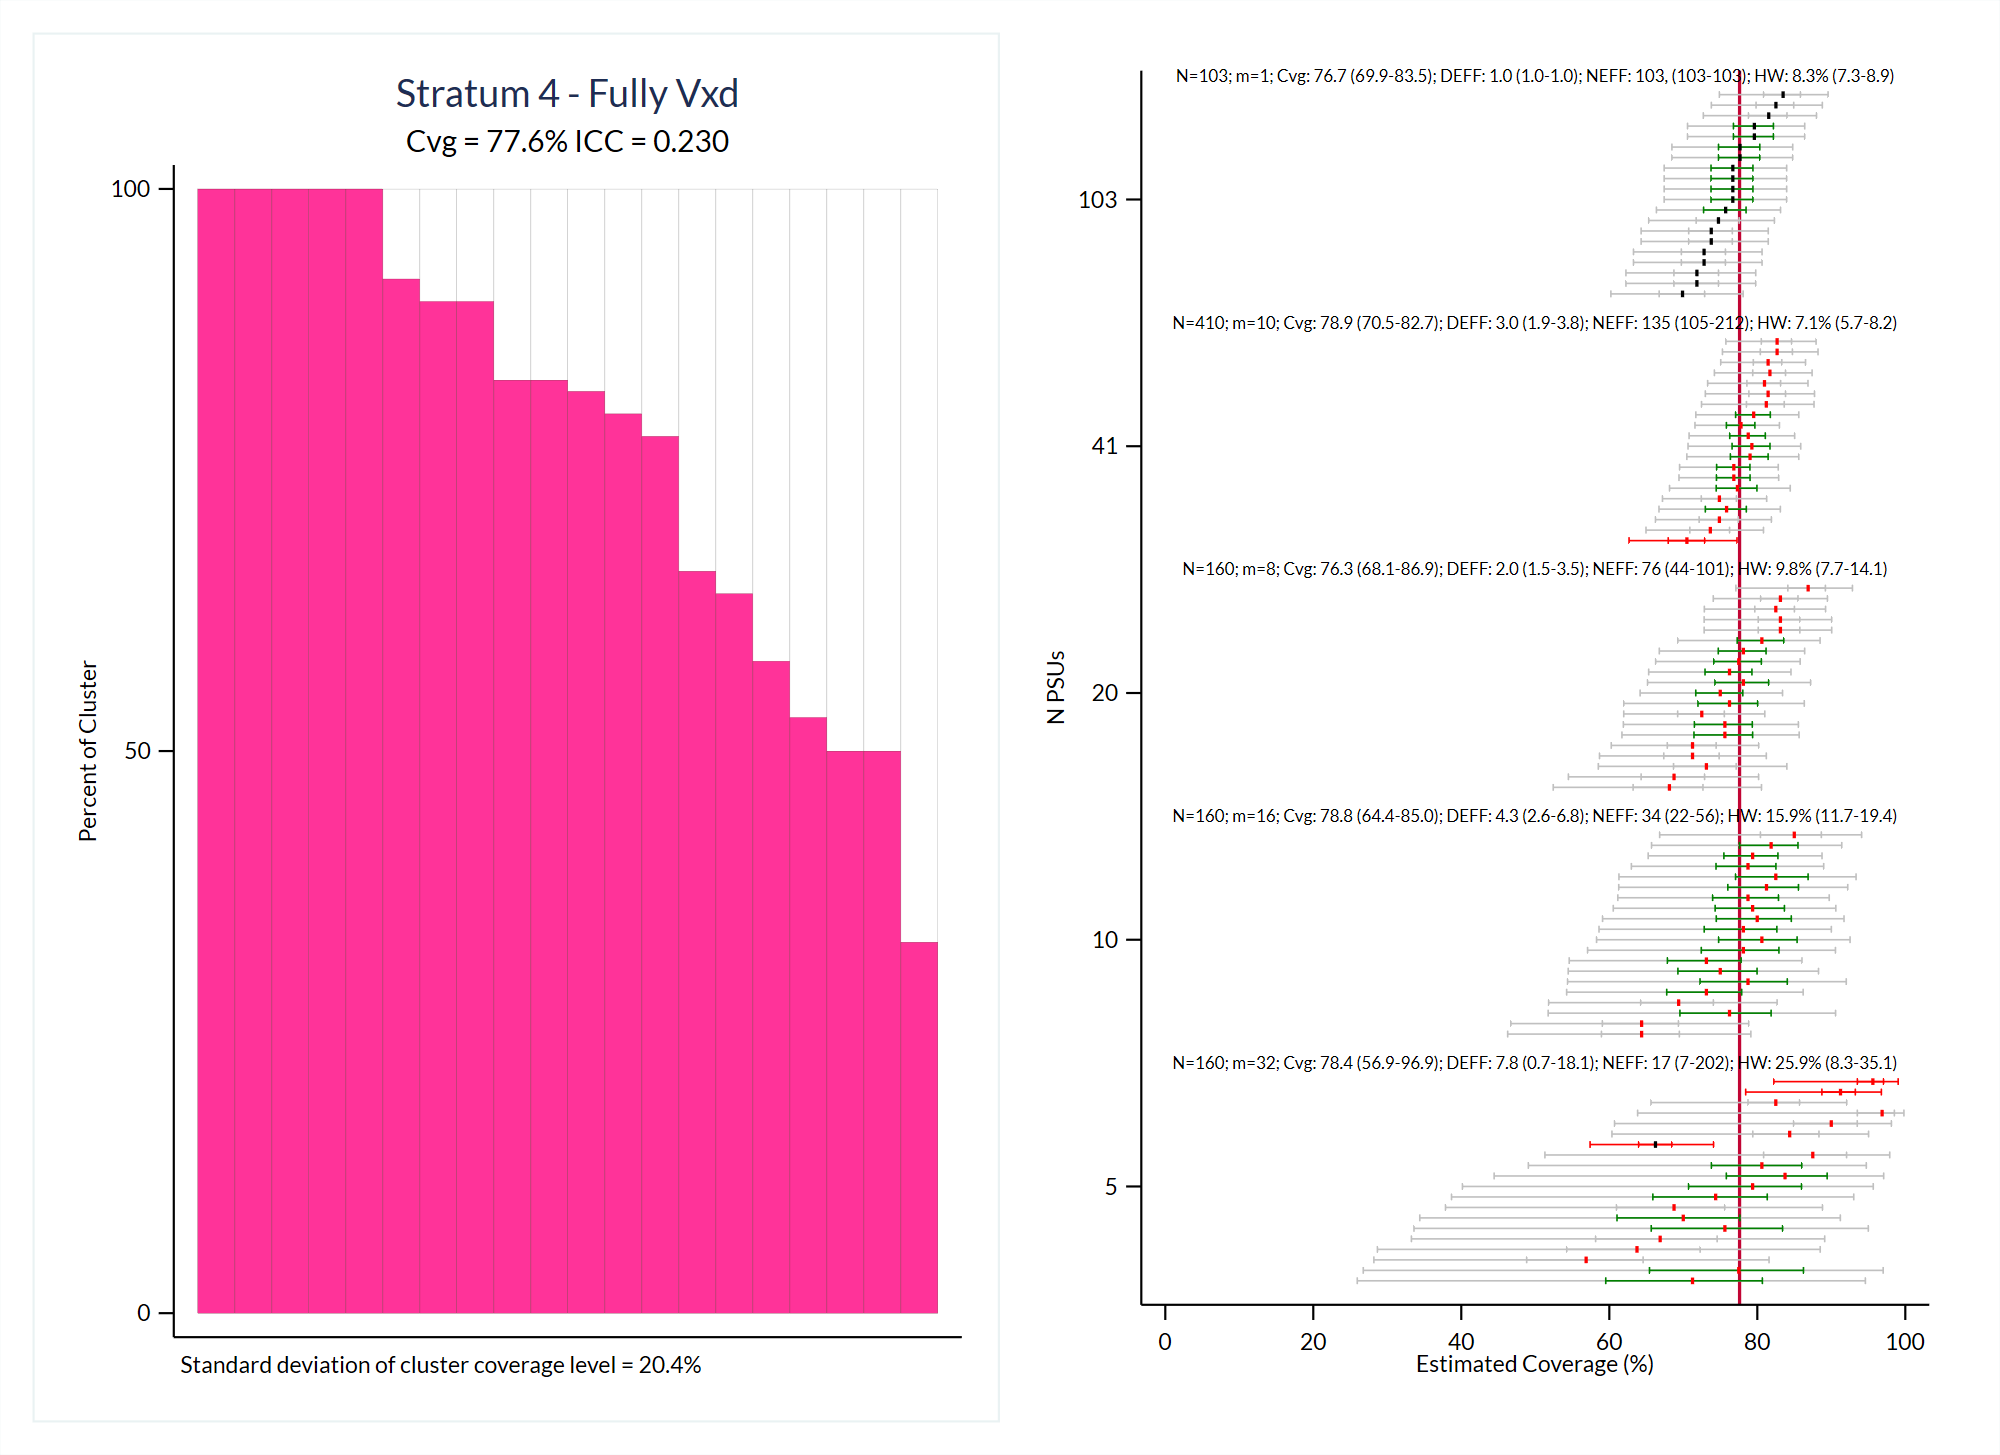 Stratum 4 - Fully Vxd
Cvg = 77.6% ICC = 0.230
100
50
0
Percent of Cluster
Standard deviation of cluster coverage level = 20.4%
N=103; m=1; Cvg: 76.7 (69.9-83.5); DEFF: 1.0 (1.0-1.0); NEFF: 103, (103-103); HW: 8.3% (7.3-8.9)
103
N=410; m=10; Cvg: 78.9 (70.5-82.7); DEFF: 3.0 (1.9-3.8); NEFF: 135 (105-212); HW: 7.1% (5.7-8.2)
41
N=160; m=8; Cvg: 76.3 (68.1-86.9); DEFF: 2.0 (1.5-3.5); NEFF: 76 (44-101); HW: 9.8% (7.7-14.1)
N PSUs
20
N=160; m=16; Cvg: 78.8 (64.4-85.0); DEFF: 4.3 (2.6-6.8); NEFF: 34 (22-56); HW: 15.9% (11.7-19.4)
10
N=160; m=32; Cvg: 78.4 (56.9-96.9); DEFF: 7.8 (0.7-18.1); NEFF: 17 (7-202); HW: 25.9% (8.3-35.1)
5
0 20 40 60 80 100
Estimated Coverage (%)